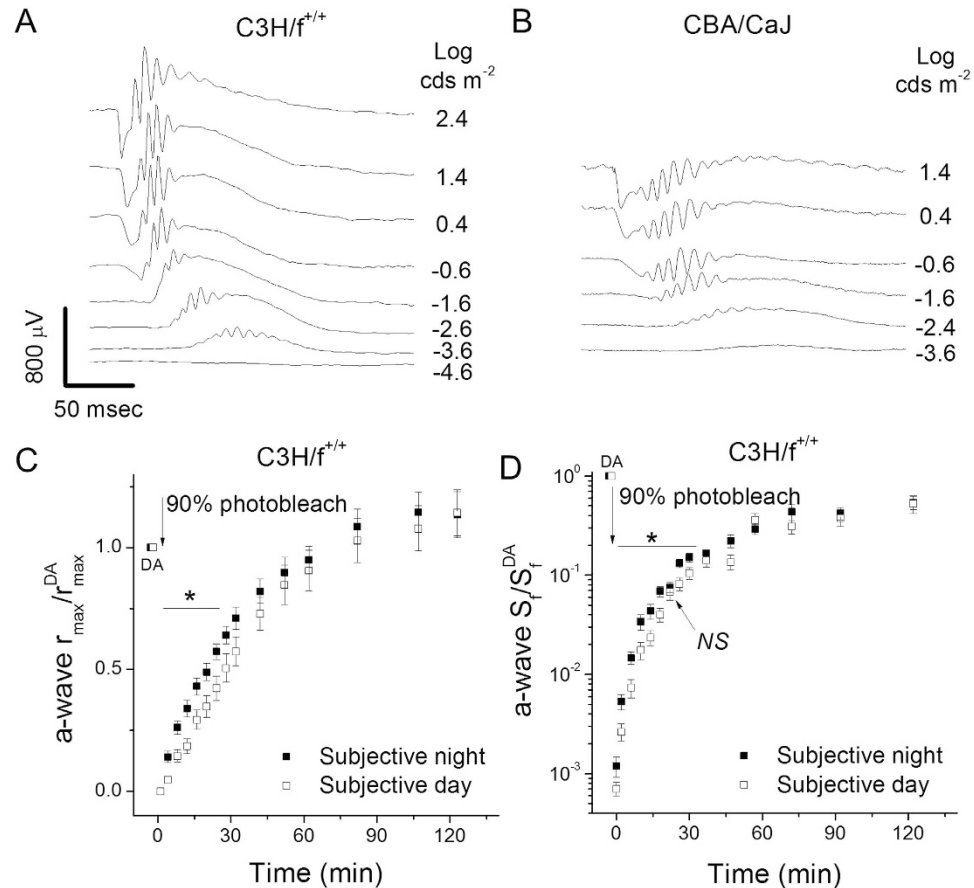 A
C3H/f+/+
Log
cds m-2
2.4
1.4
0.4
-0.6
-1.6
-2.6
-3.6
-4.6
800 μV
50 msec
B
CBA/CaJ
Log
cds m-2
1.4
0.4
-0.6
-1.6
-2.4
-3.6
C
C3H/f+/+
DA
90% photobleach
*
a-wave rmax/rmaxDA
1.0
0.5
0.0
Subjective night
Subjective day
0 30 60 90 120
Time (min)
D
C3H/f+/+
DA
90% photobleach
*
NS
a-wave Sf/SfDA
100
10-1
10-2
10-3
Subjective night
Subjective day
0 30 60 90 120
Time (min)